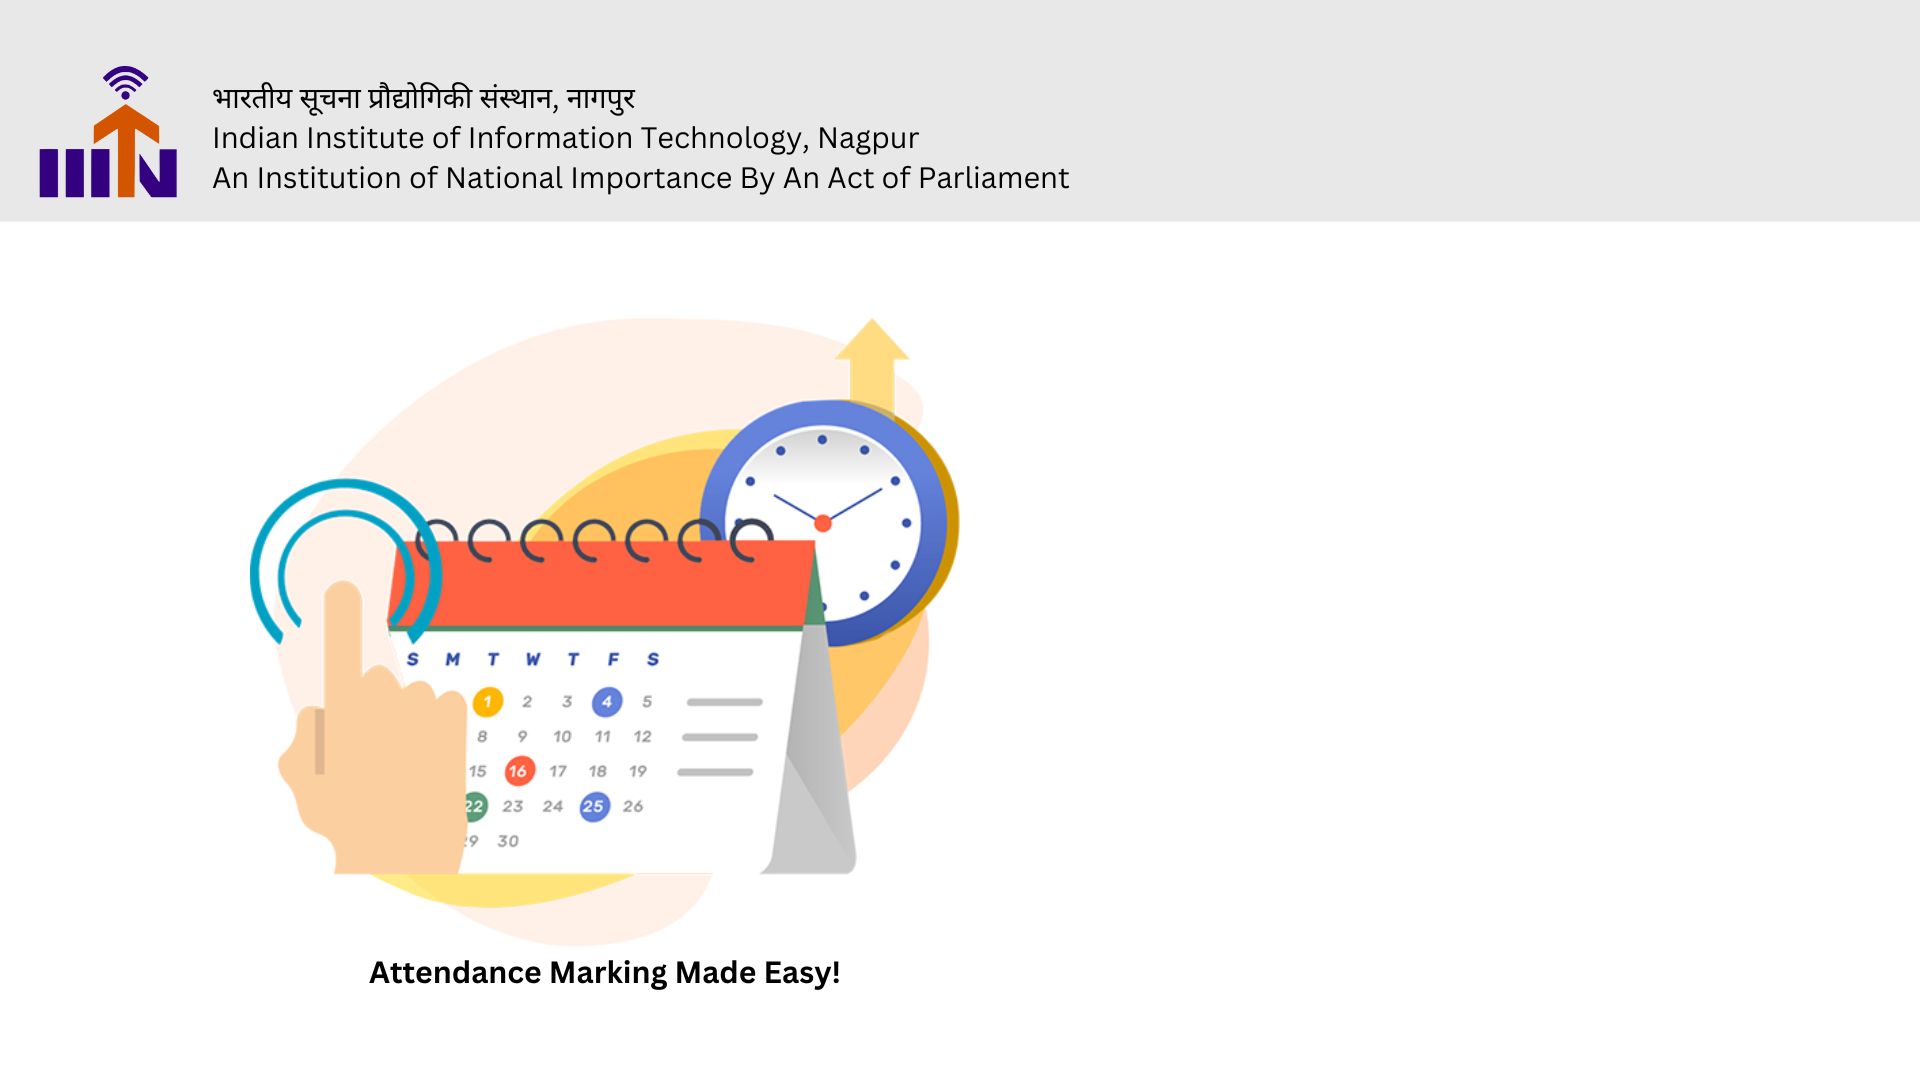 IIITN
भारतीय सूचना प्रौद्योगिकी संस्थान, नागपुर
Indian Institute of Information Technology, Nagpur
An Institution of National Importance By An Act of Parliament
S M T W T F S
1 2 3 4 5
8 9 10 11 12
15 16 17 18 19
22 23 24 25 26
30
Attendance Marking Made Easy!